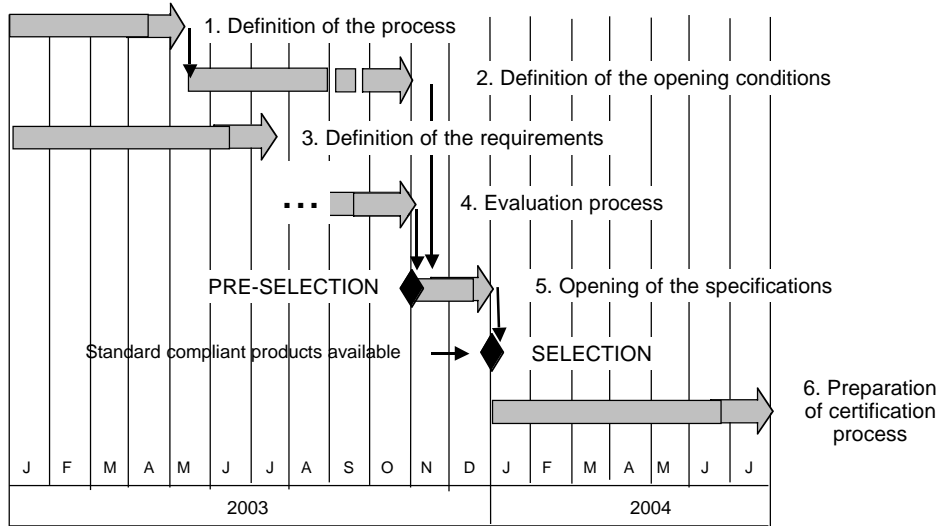 1. Definition of the process
2. Definition of the opening conditions
3. Definition of the requirements
...
4. Evaluation process
PRE-SELECTION
5. Opening of the specifications
Standard compliant products available
SELECTION
6. Preparation
of certification
process
J F M A M J J A S O N D J F M A M J J
2003 2004